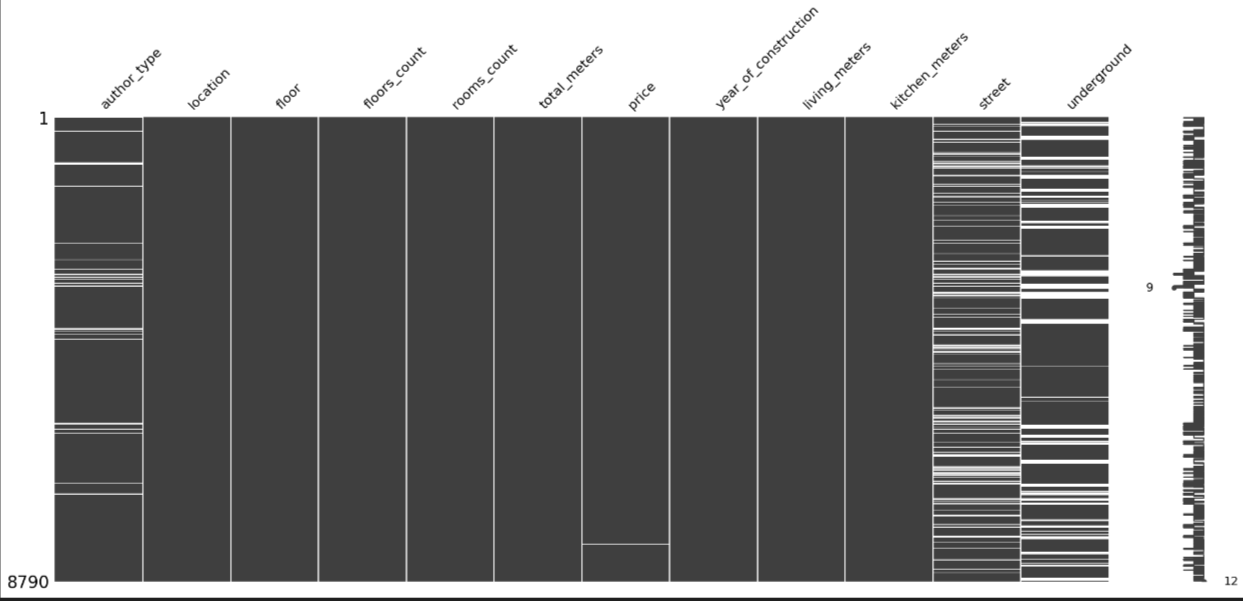 author_type
location
floor
floors_count
rooms_count
total_meters
price
year_of_construction
living_meters
kitchen_meters
street
underground
1
9
8790
12